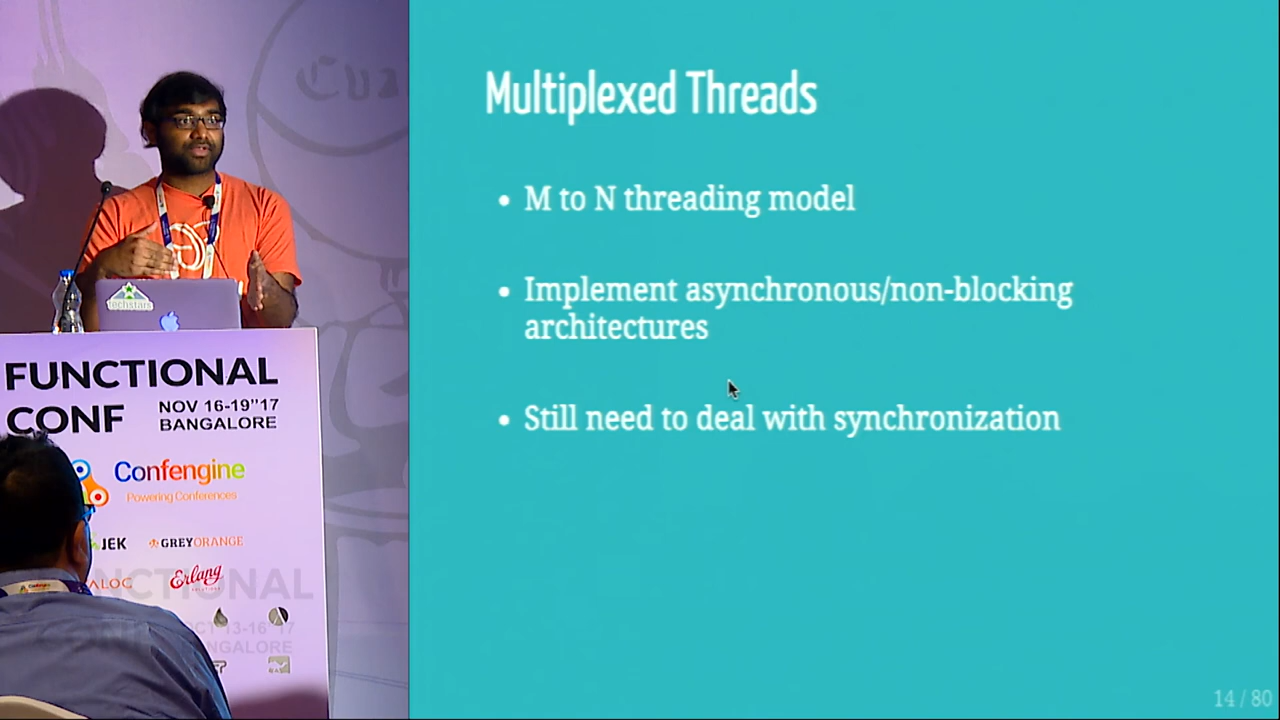 Multiplexed Threads
• M to N threading model
• Implement asynchronous/non-blocking
architectures
• Still need to deal with synchronization
14 / 80
techstars
FUNCTIONAL
CONF
NOV 16-19"17
BANGALORE
Confengine
Powering Conferences
JEK
GREYORANGE
Erlang
SOLUTIONS